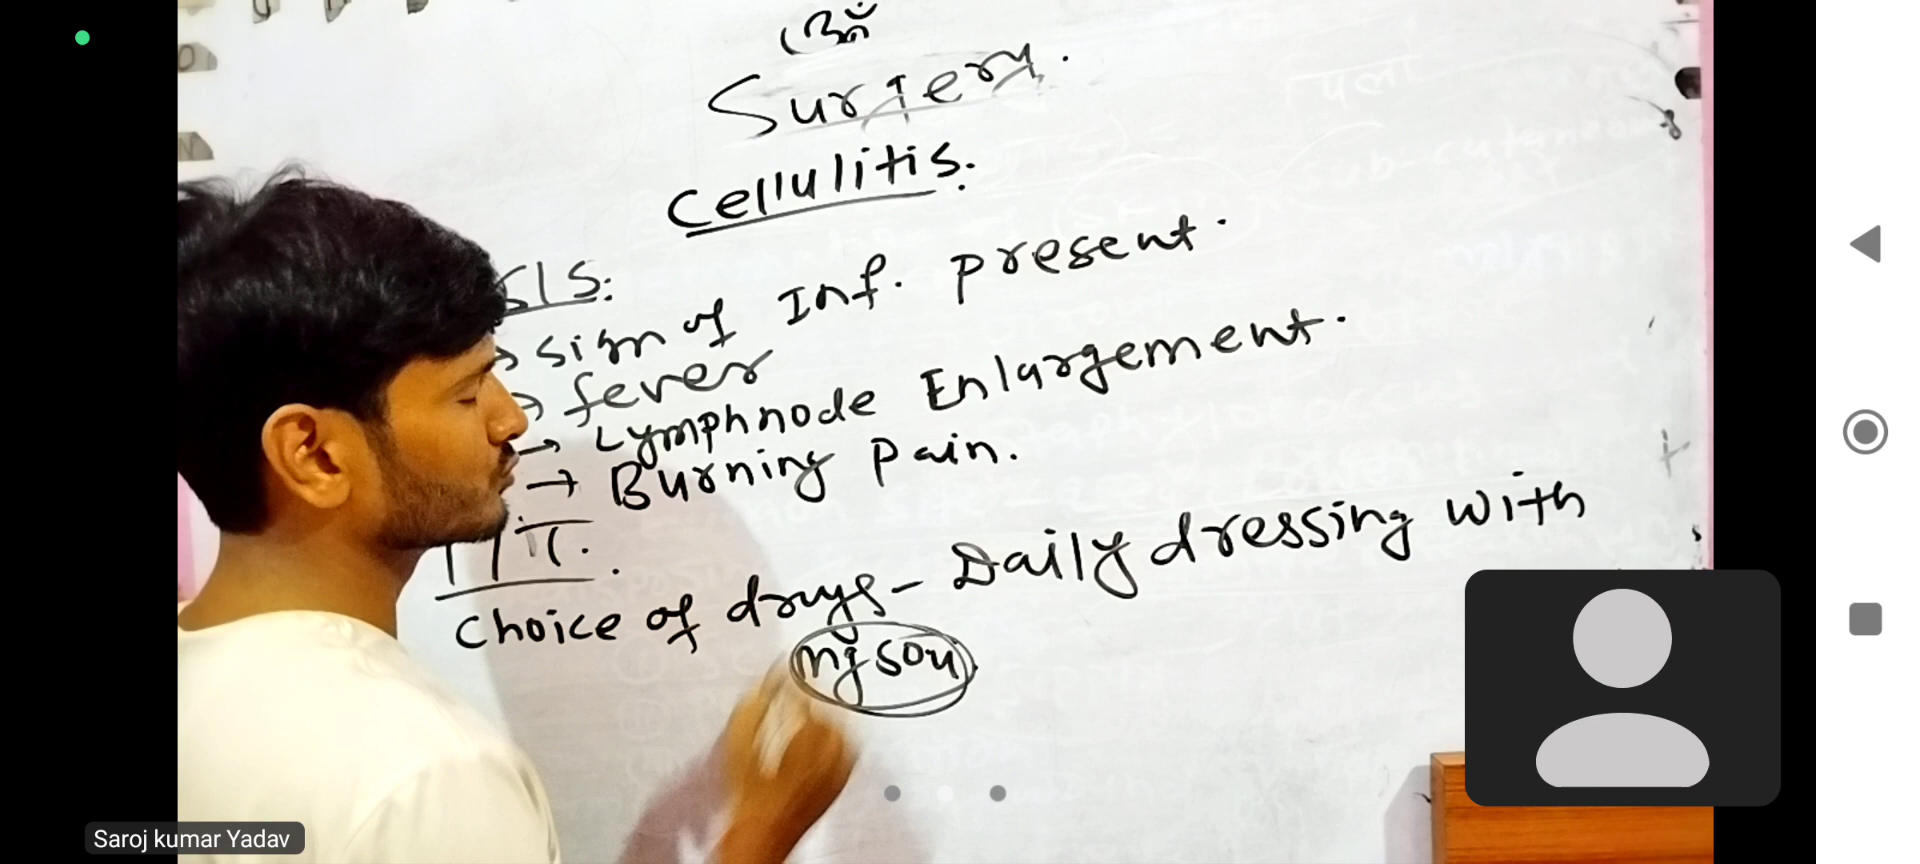 ॐ
Surgery.
Cellulitis.
S/S:
→ sign of Inf. present.
→ fever
→ Lymphnode Enlargement.
→ Burning Pain.
T/T.
Choice of drugs - Daily dressing with
Saroj kumar Yadav